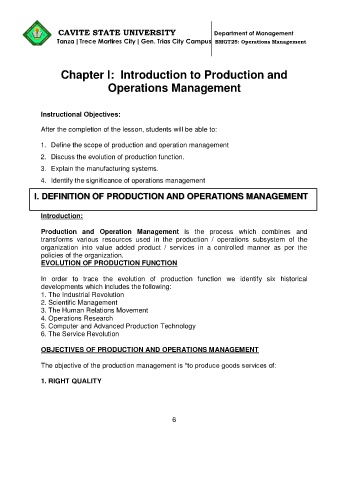 CAVITE STATE UNIVERSITY
Department of Management
Tanza | Trece Martires City | Gen. Trias City Campus
BMGT25: Operations Management
Chapter I: Introduction to Production and
Operations Management
Instructional Objectives:
After the completion of the lesson, students will be able to:
1. Define the scope of production and operation management
2. Discuss the evolution of production function.
3. Explain the manufacturing systems.
4. Identify the significance of operations management
I. DEFINITION OF PRODUCTION AND OPERATIONS MANAGEMENT
Introduction:
Production and Operation Management is the process which combines and
transforms various resources used in the production / operations subsystem of the
organization into value added product / services in a controlled manner as per the
policies of the organization.
EVOLUTION OF PRODUCTION FUNCTION
In order to trace the evolution of production function we identify six historical
developments which includes the following:
1. The Industrial Revolution
2. Scientific Management
3. The Human Relations Movement
4. Operations Research
5. Computer and Advanced Production Technology
6. The Service Revolution
OBJECTIVES OF PRODUCTION AND OPERATIONS MANAGEMENT
The objective of the production management is "to produce goods services of:
1. RIGHT QUALITY
6